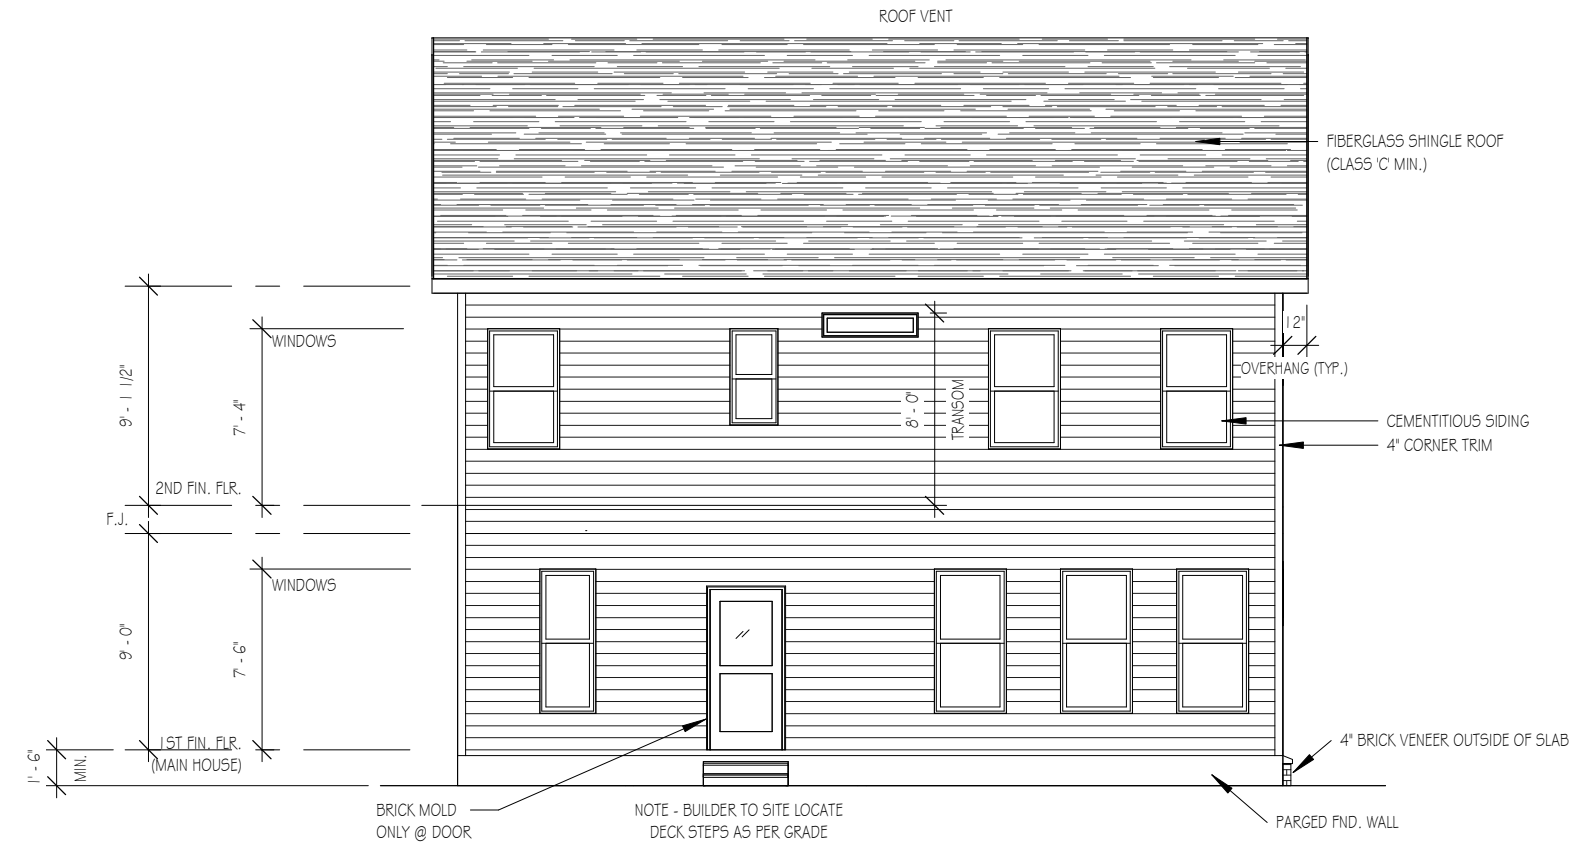 ROOF VENT
FIBERGLASS SHINGLE ROOF
(CLASS 'C' MIN.)
12"
OVERHANG (TYP.)
WINDOWS
9' - 1 1/2"
7' - 4"
8' - 0"
TRANSOM
CEMENTITIOUS SIDING
4" CORNER TRIM
2ND FIN. FLR.
F.J.
WINDOWS
9' - 0"
7' - 6"
1ST FIN. FLR.
(MAIN HOUSE)
1' - 6"
MIN.
4" BRICK VENEER OUTSIDE OF SLAB
BRICK MOLD
ONLY @ DOOR
NOTE - BUILDER TO SITE LOCATE
DECK STEPS AS PER GRADE
PARGED FND. WALL